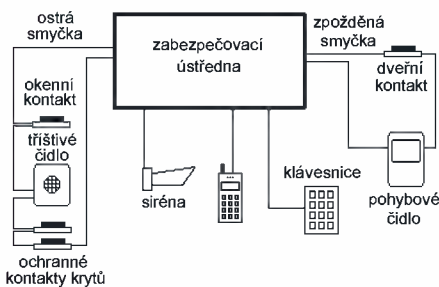 ostrá
smyčka
zabezpečovací
ústředna
zpožděná
smyčka
dveřní
kontakt
okenní
kontakt
tříštivé
čidlo
siréna
klávesnice
pohybové
čidlo
ochranné
kontakty krytů